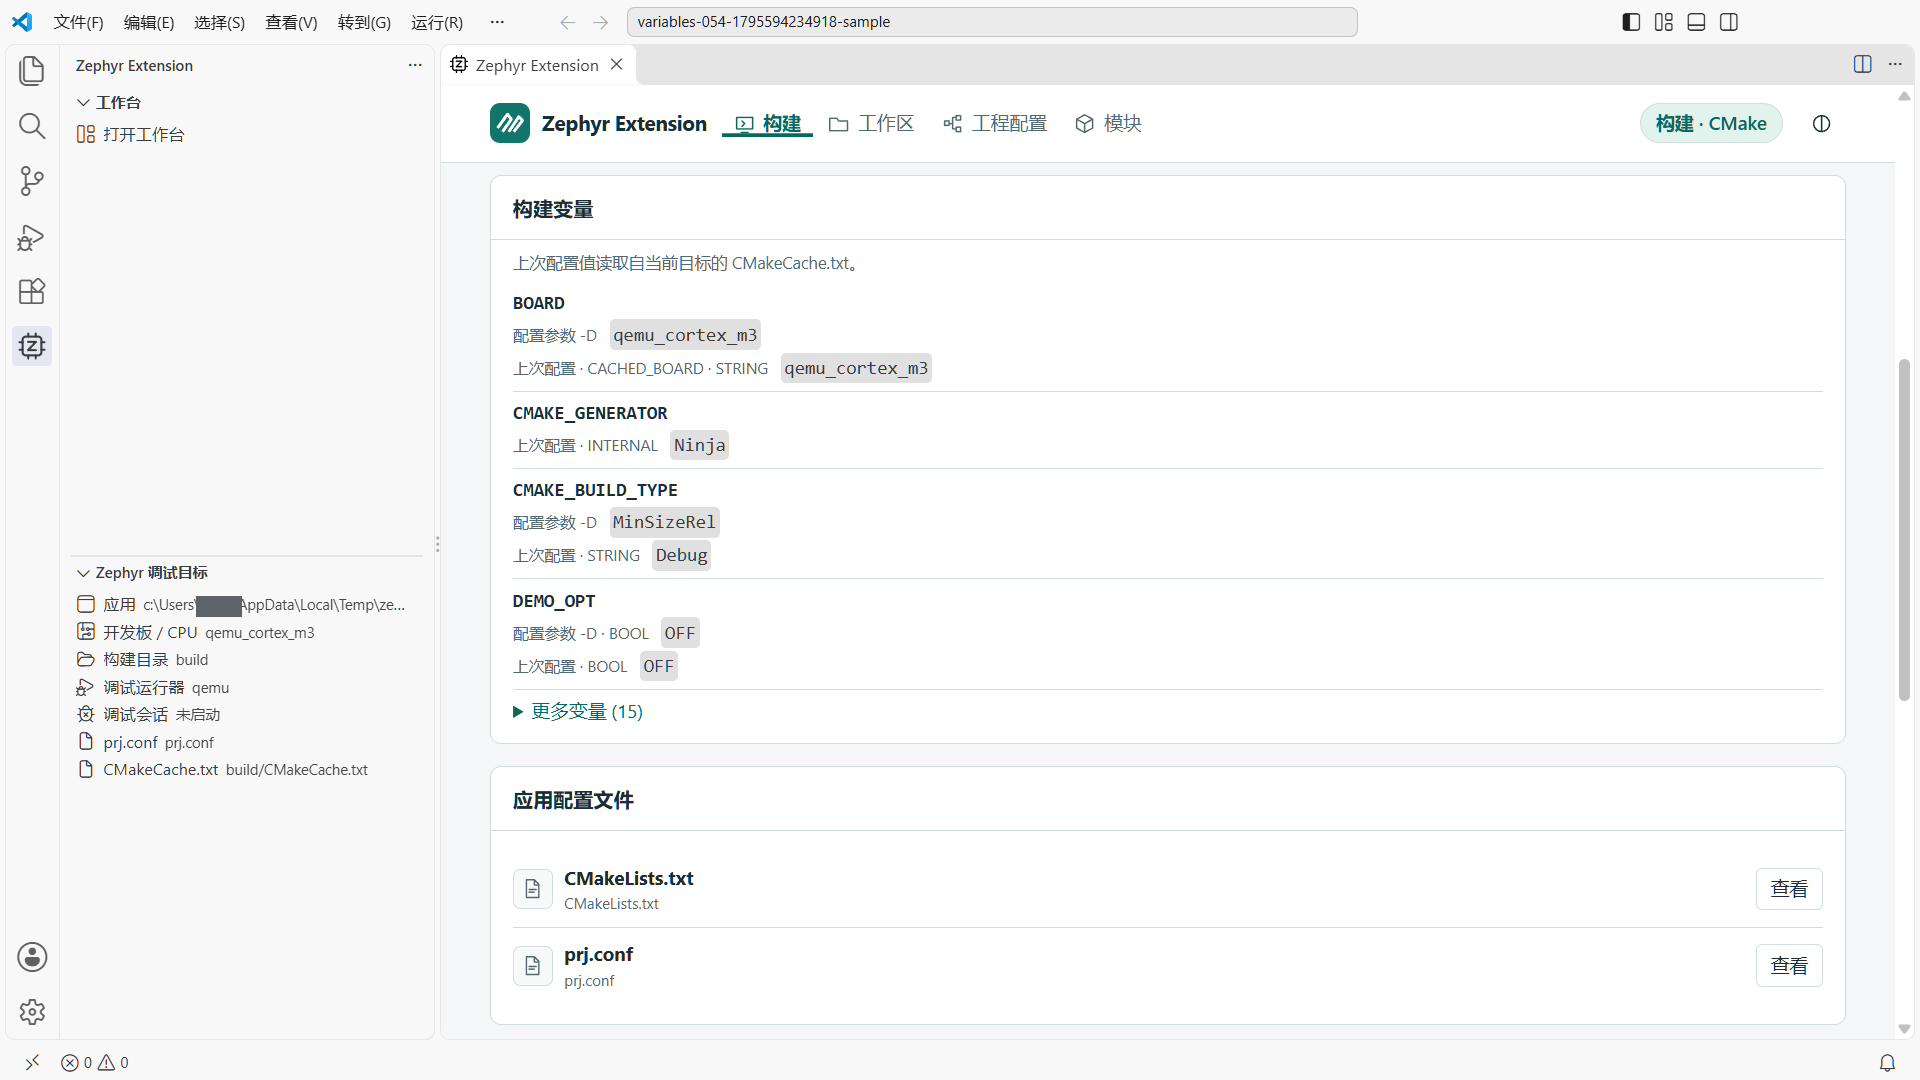 文件(F) 编辑(E) 选择(S) 查看(V) 转到(G) 运行(R) ··· variables-054-1795594234918-sample
Zephyr Extension ···
工作台
打开工作台
Zephyr 调试目标
应用 c:\Users\ AppData\Local\Temp\ze...
开发板 / CPU qemu_cortex_m3
构建目录 build
调试运行器 qemu
调试会话 未启动
prj.conf prj.conf
CMakeCache.txt build/CMakeCache.txt
Zephyr Extension
Zephyr Extension 构建 工作区 工程配置 模块 构建 · CMake
构建变量
上次配置值读取自当前目标的 CMakeCache.txt。
BOARD
配置参数 -D qemu_cortex_m3
上次配置 · CACHED_BOARD · STRING qemu_cortex_m3
CMAKE_GENERATOR
上次配置 · INTERNAL Ninja
CMAKE_BUILD_TYPE
配置参数 -D MinSizeRel
上次配置 · STRING Debug
DEMO_OPT
配置参数 -D · BOOL OFF
上次配置 · BOOL OFF
更多变量 (15)
应用配置文件
CMakeLists.txt
CMakeLists.txt
查看
prj.conf
prj.conf
查看
0 0